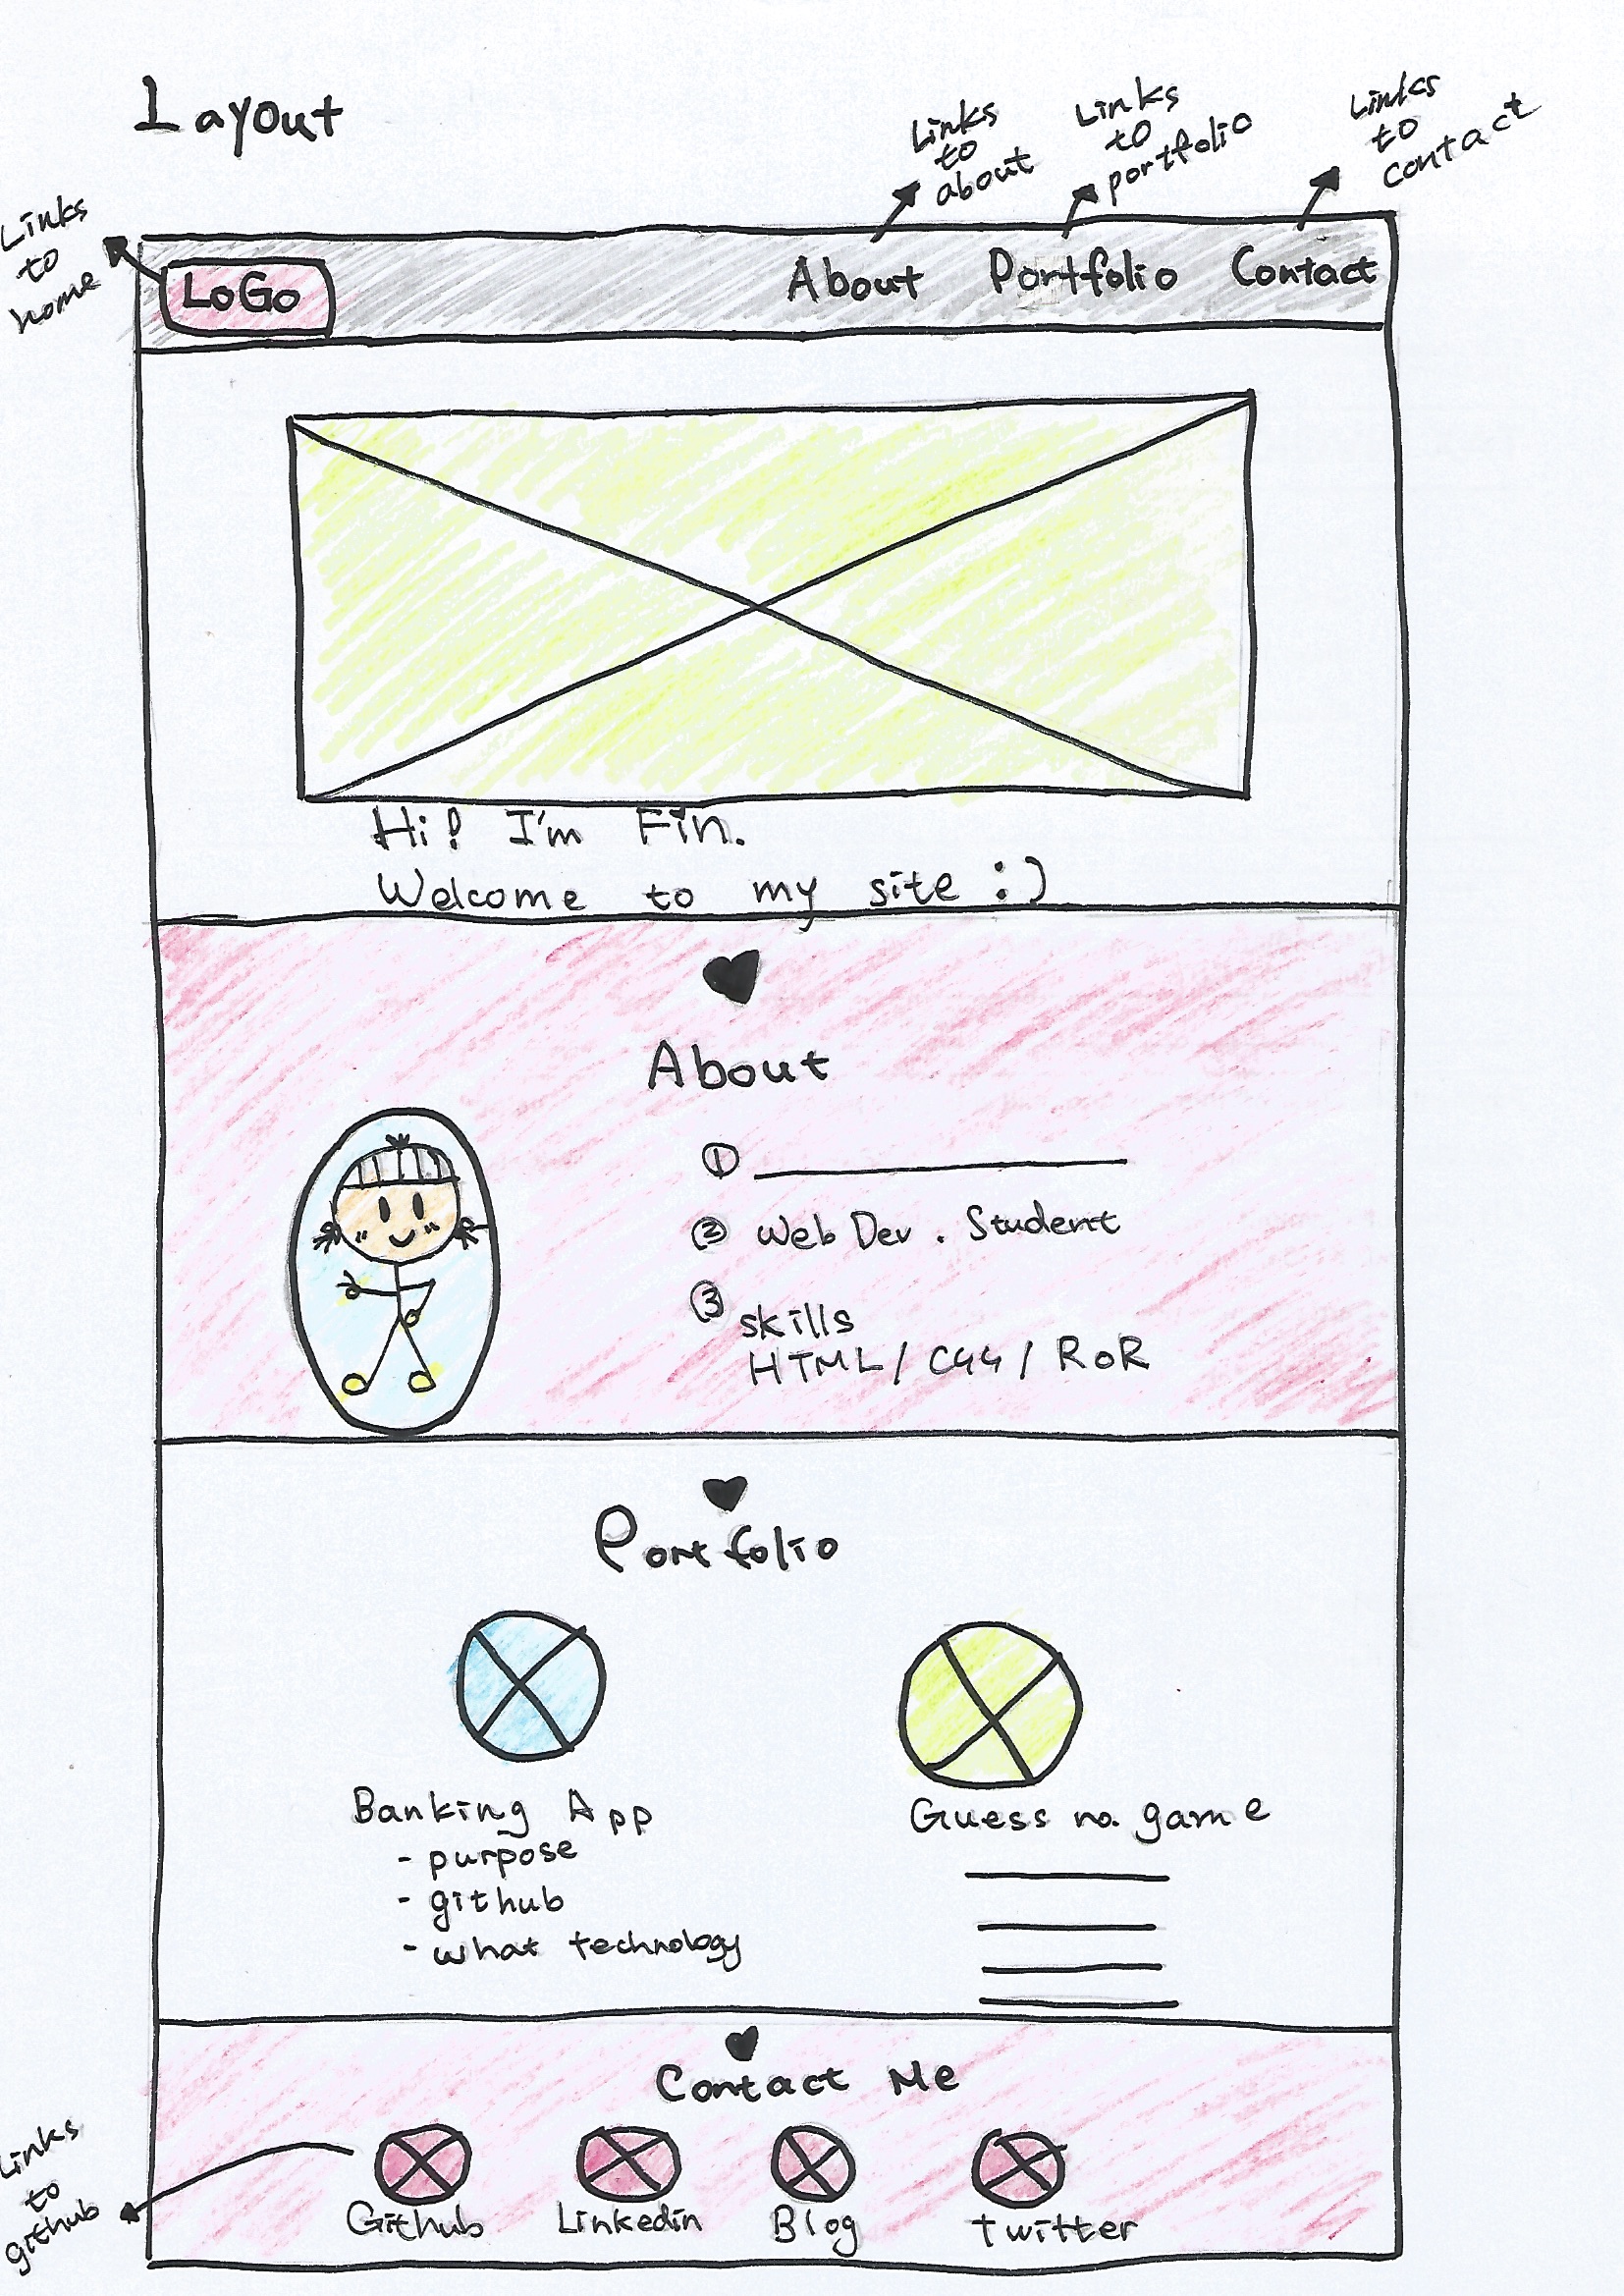 Layout
Links
to
about
Links
to
portfolio
Links
to
contact
Links
to
home
LoGo
About
Portfolio
Contact
Hi! I'm Fin.
Welcome to my site :)
About
①
② Web Dev. Student
③
skills
HTML / CSS / RoR
Portfolio
Banking App
- purpose
- github
- what technology
Guess no. game
Contact Me
Links
to
github
Github
Linkedin
Blog
Twitter